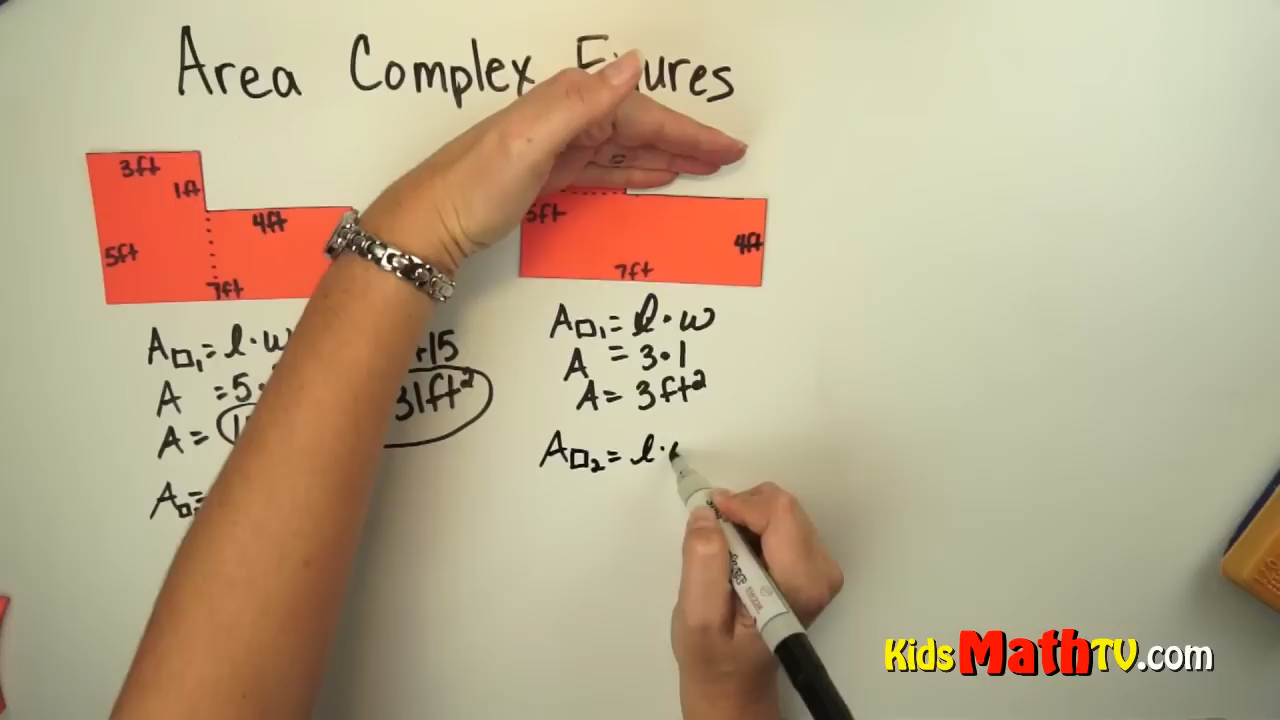 Area Complex Figures
3ft
1ft
4ft
5ft
7ft
5ft
4ft
7ft
A□₁= l·w
A = 5·
A =
A□=
+15
31ft²
A□₁= l·w
A = 3·1
A = 3ft²
A□₂= l·
KidsMathTV.com